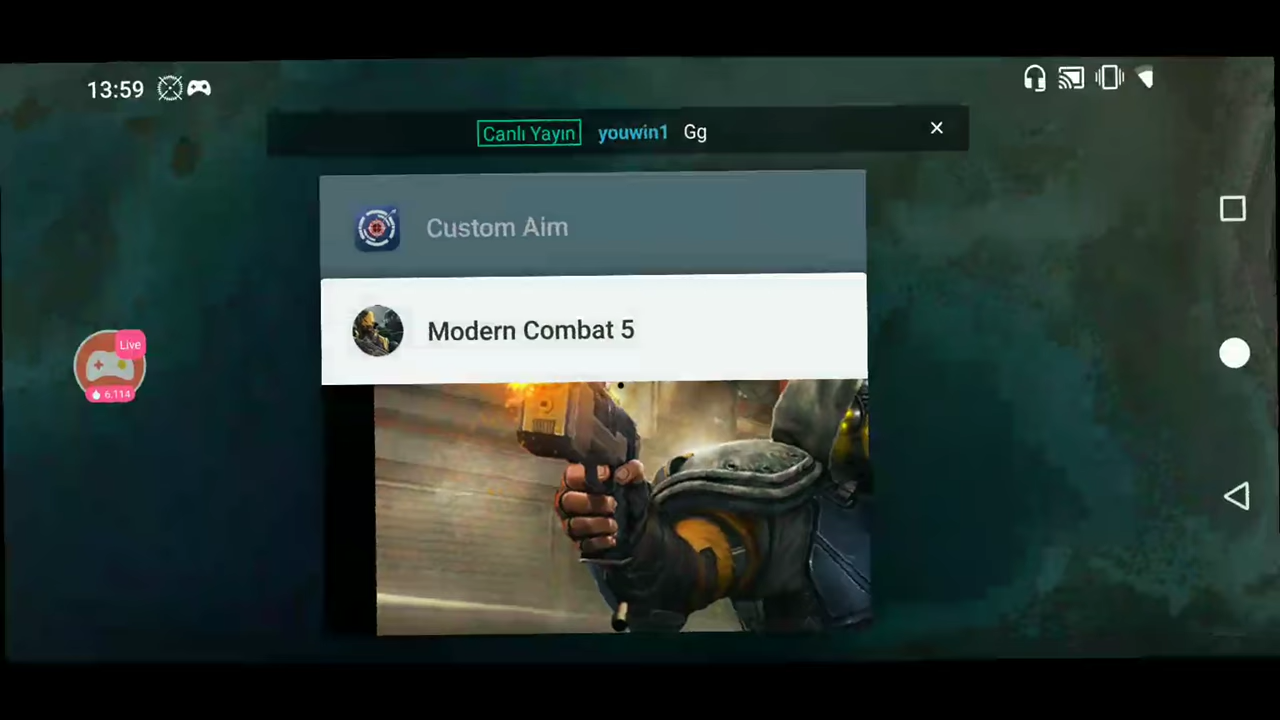 13:59
Canlı Yayın youwin1 Gg
Custom Aim
Modern Combat 5
Live
6,114